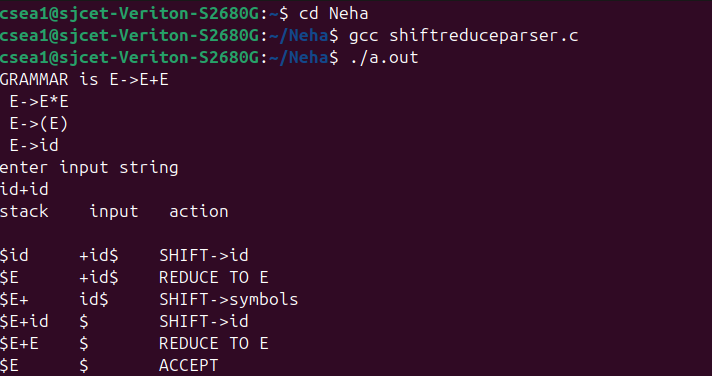 csea1@sjcet-Veriton-S2680G:~$ cd Neha
csea1@sjcet-Veriton-S2680G:~/Neha$ gcc shiftreduceparser.c
csea1@sjcet-Veriton-S2680G:~/Neha$ ./a.out
GRAMMAR is E->E+E
 E->E*E
 E->(E)
 E->id
enter input string
id+id
stack    input   action

$id     +id$    SHIFT->id
$E      +id$    REDUCE TO E
$E+     id$     SHIFT->symbols
$E+id   $       SHIFT->id
$E+E    $       REDUCE TO E
$E      $       ACCEPT